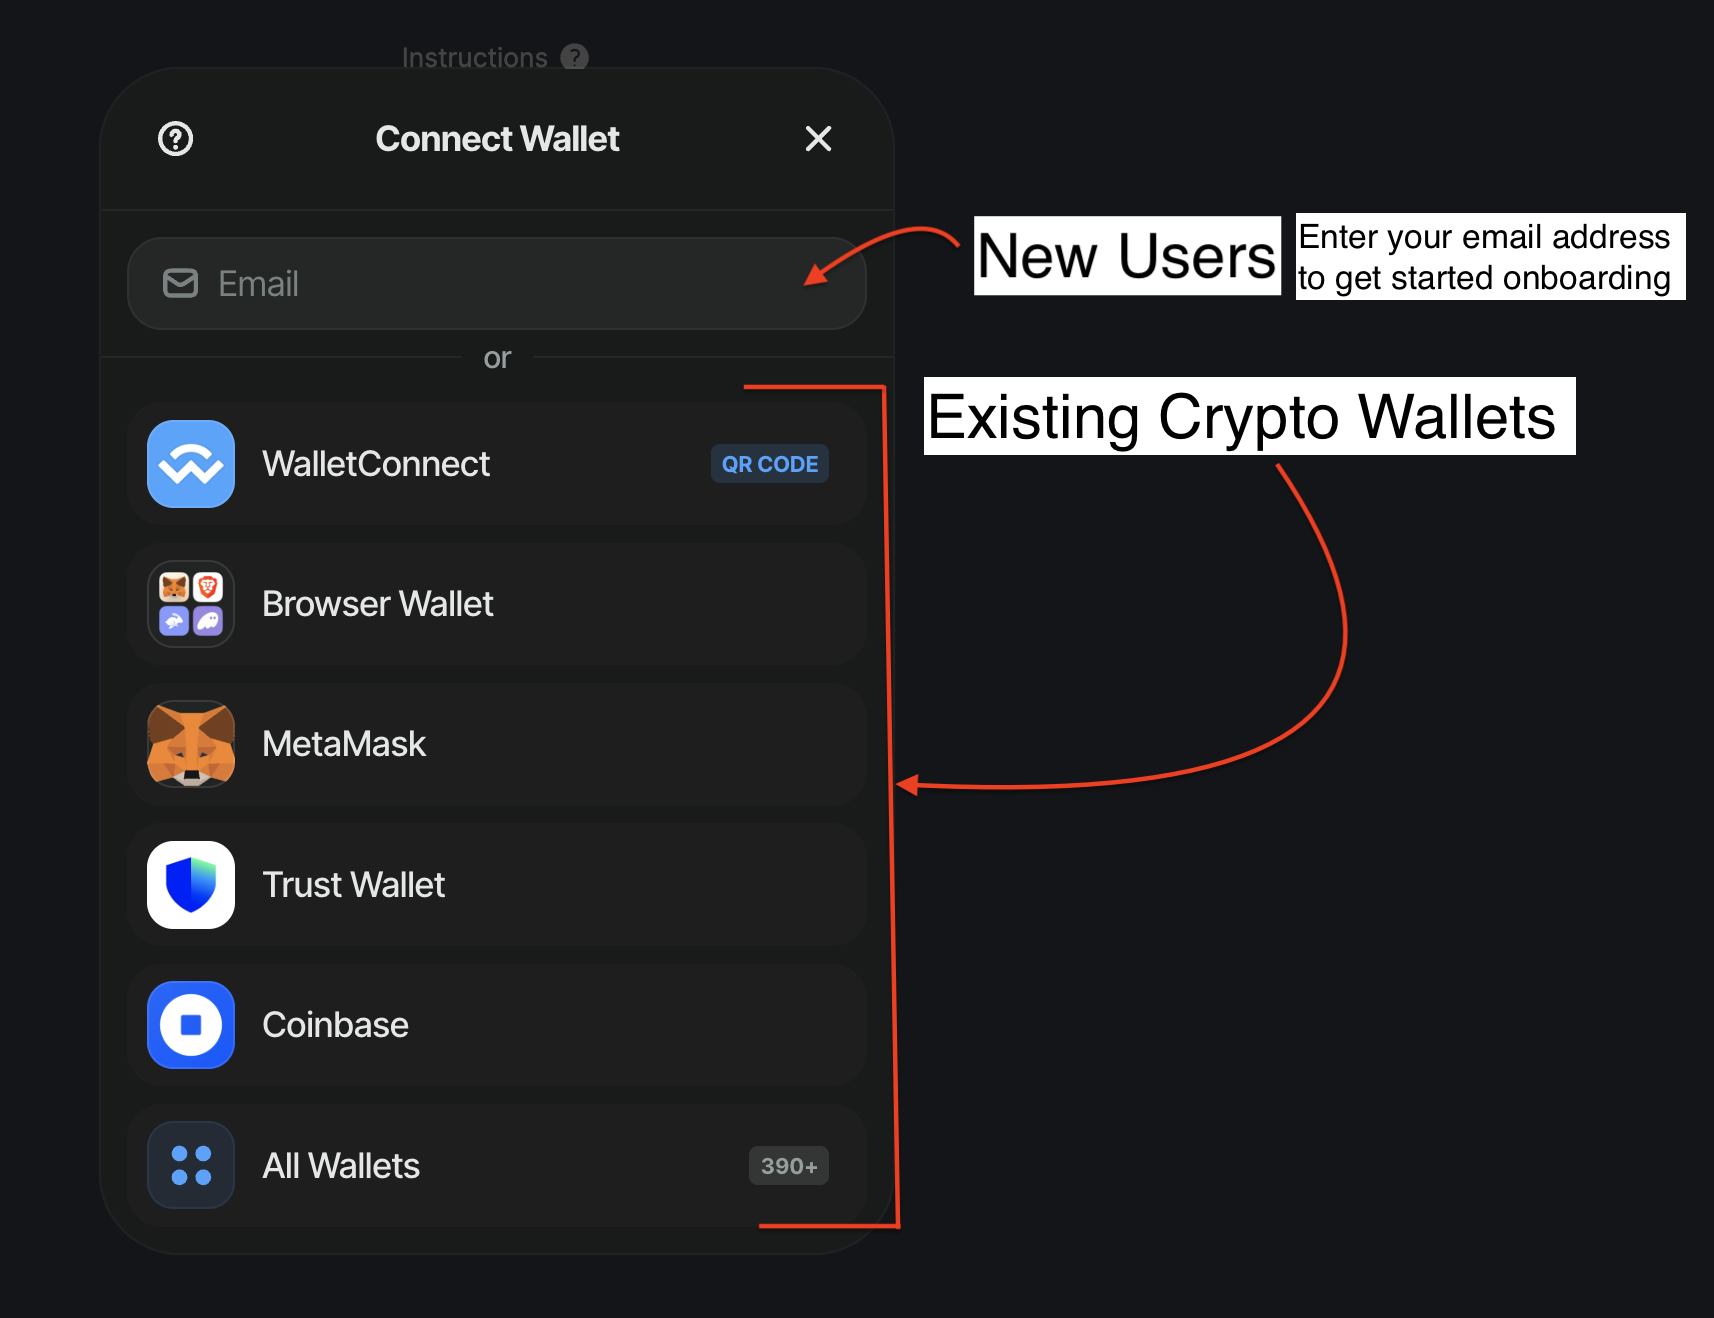 Instructions ?
Connect Wallet
New Users
Enter your email address
to get started onboarding
Email
or
Existing Crypto Wallets
WalletConnect
QR CODE
Browser Wallet
MetaMask
Trust Wallet
Coinbase
All Wallets
390+